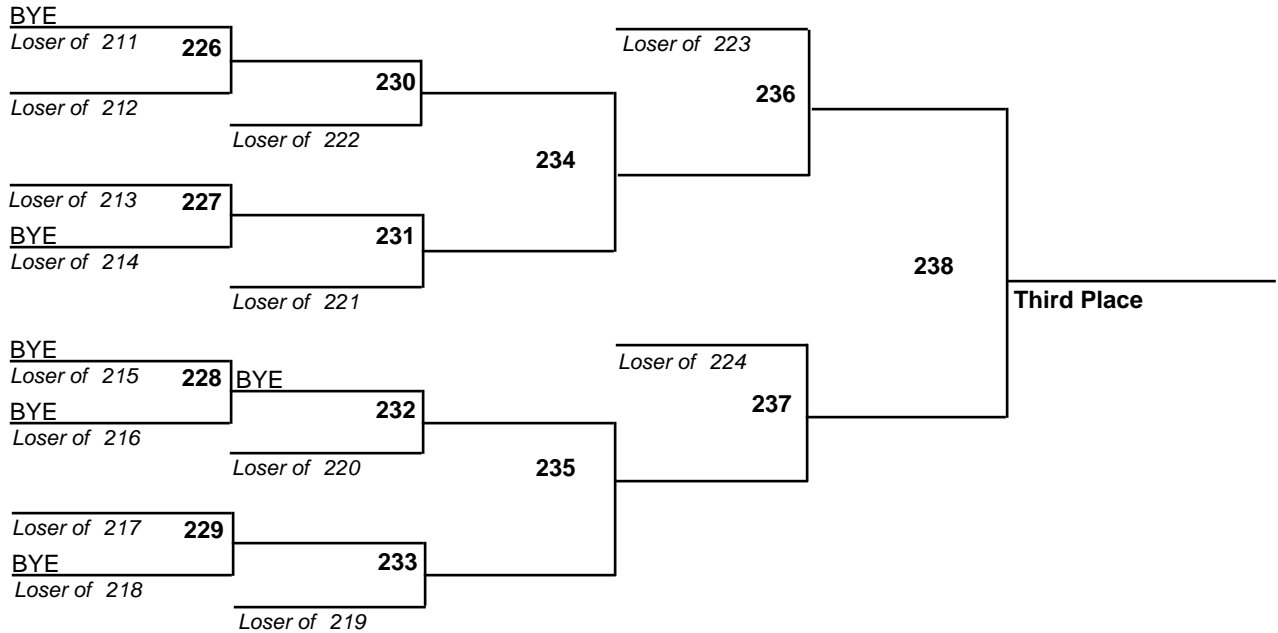 BYE
Loser of 211
226
Loser of 212
230
Loser of 222
Loser of 213
227
BYE
Loser of 214
231
Loser of 221
234
Loser of 223
236
BYE
Loser of 215
228
BYE
Loser of 216
BYE
232
Loser of 220
Loser of 217
229
BYE
Loser of 218
233
Loser of 219
235
Loser of 224
237
238
Third Place